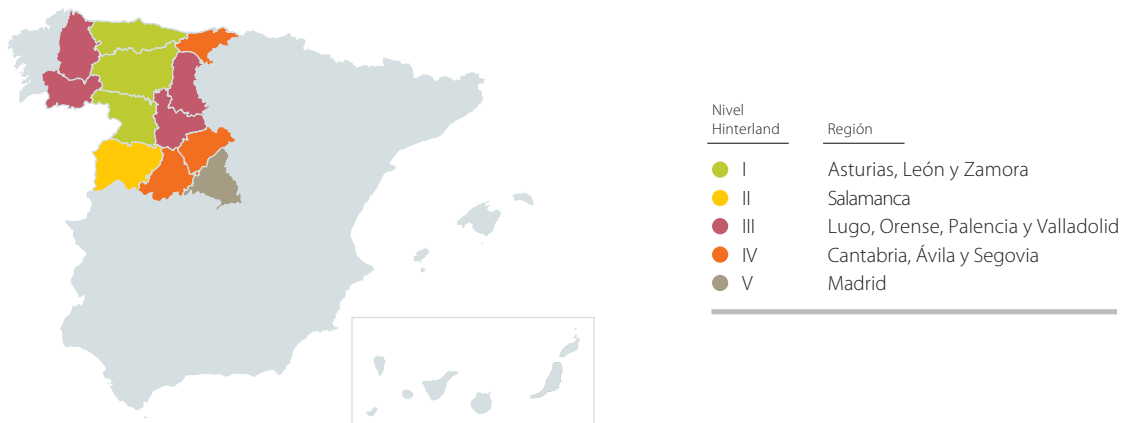 Nivel
Hinterland Región
I Asturias, León y Zamora
II Salamanca
III Lugo, Orense, Palencia y Valladolid
IV Cantabria, Ávila y Segovia
V Madrid